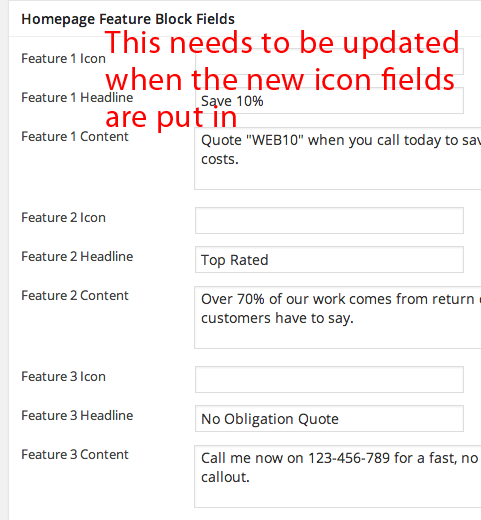 Homepage Feature Block Fields
This needs to be updated
when the new icon fields
are put in
Feature 1 Icon
Feature 1 Headline
Save 10%
Feature 1 Content
Quote "WEB10" when you call today to sav
costs.
Feature 2 Icon
Feature 2 Headline
Top Rated
Feature 2 Content
Over 70% of our work comes from return
customers have to say.
Feature 3 Icon
Feature 3 Headline
No Obligation Quote
Feature 3 Content
Call me now on 123-456-789 for a fast, no
callout.